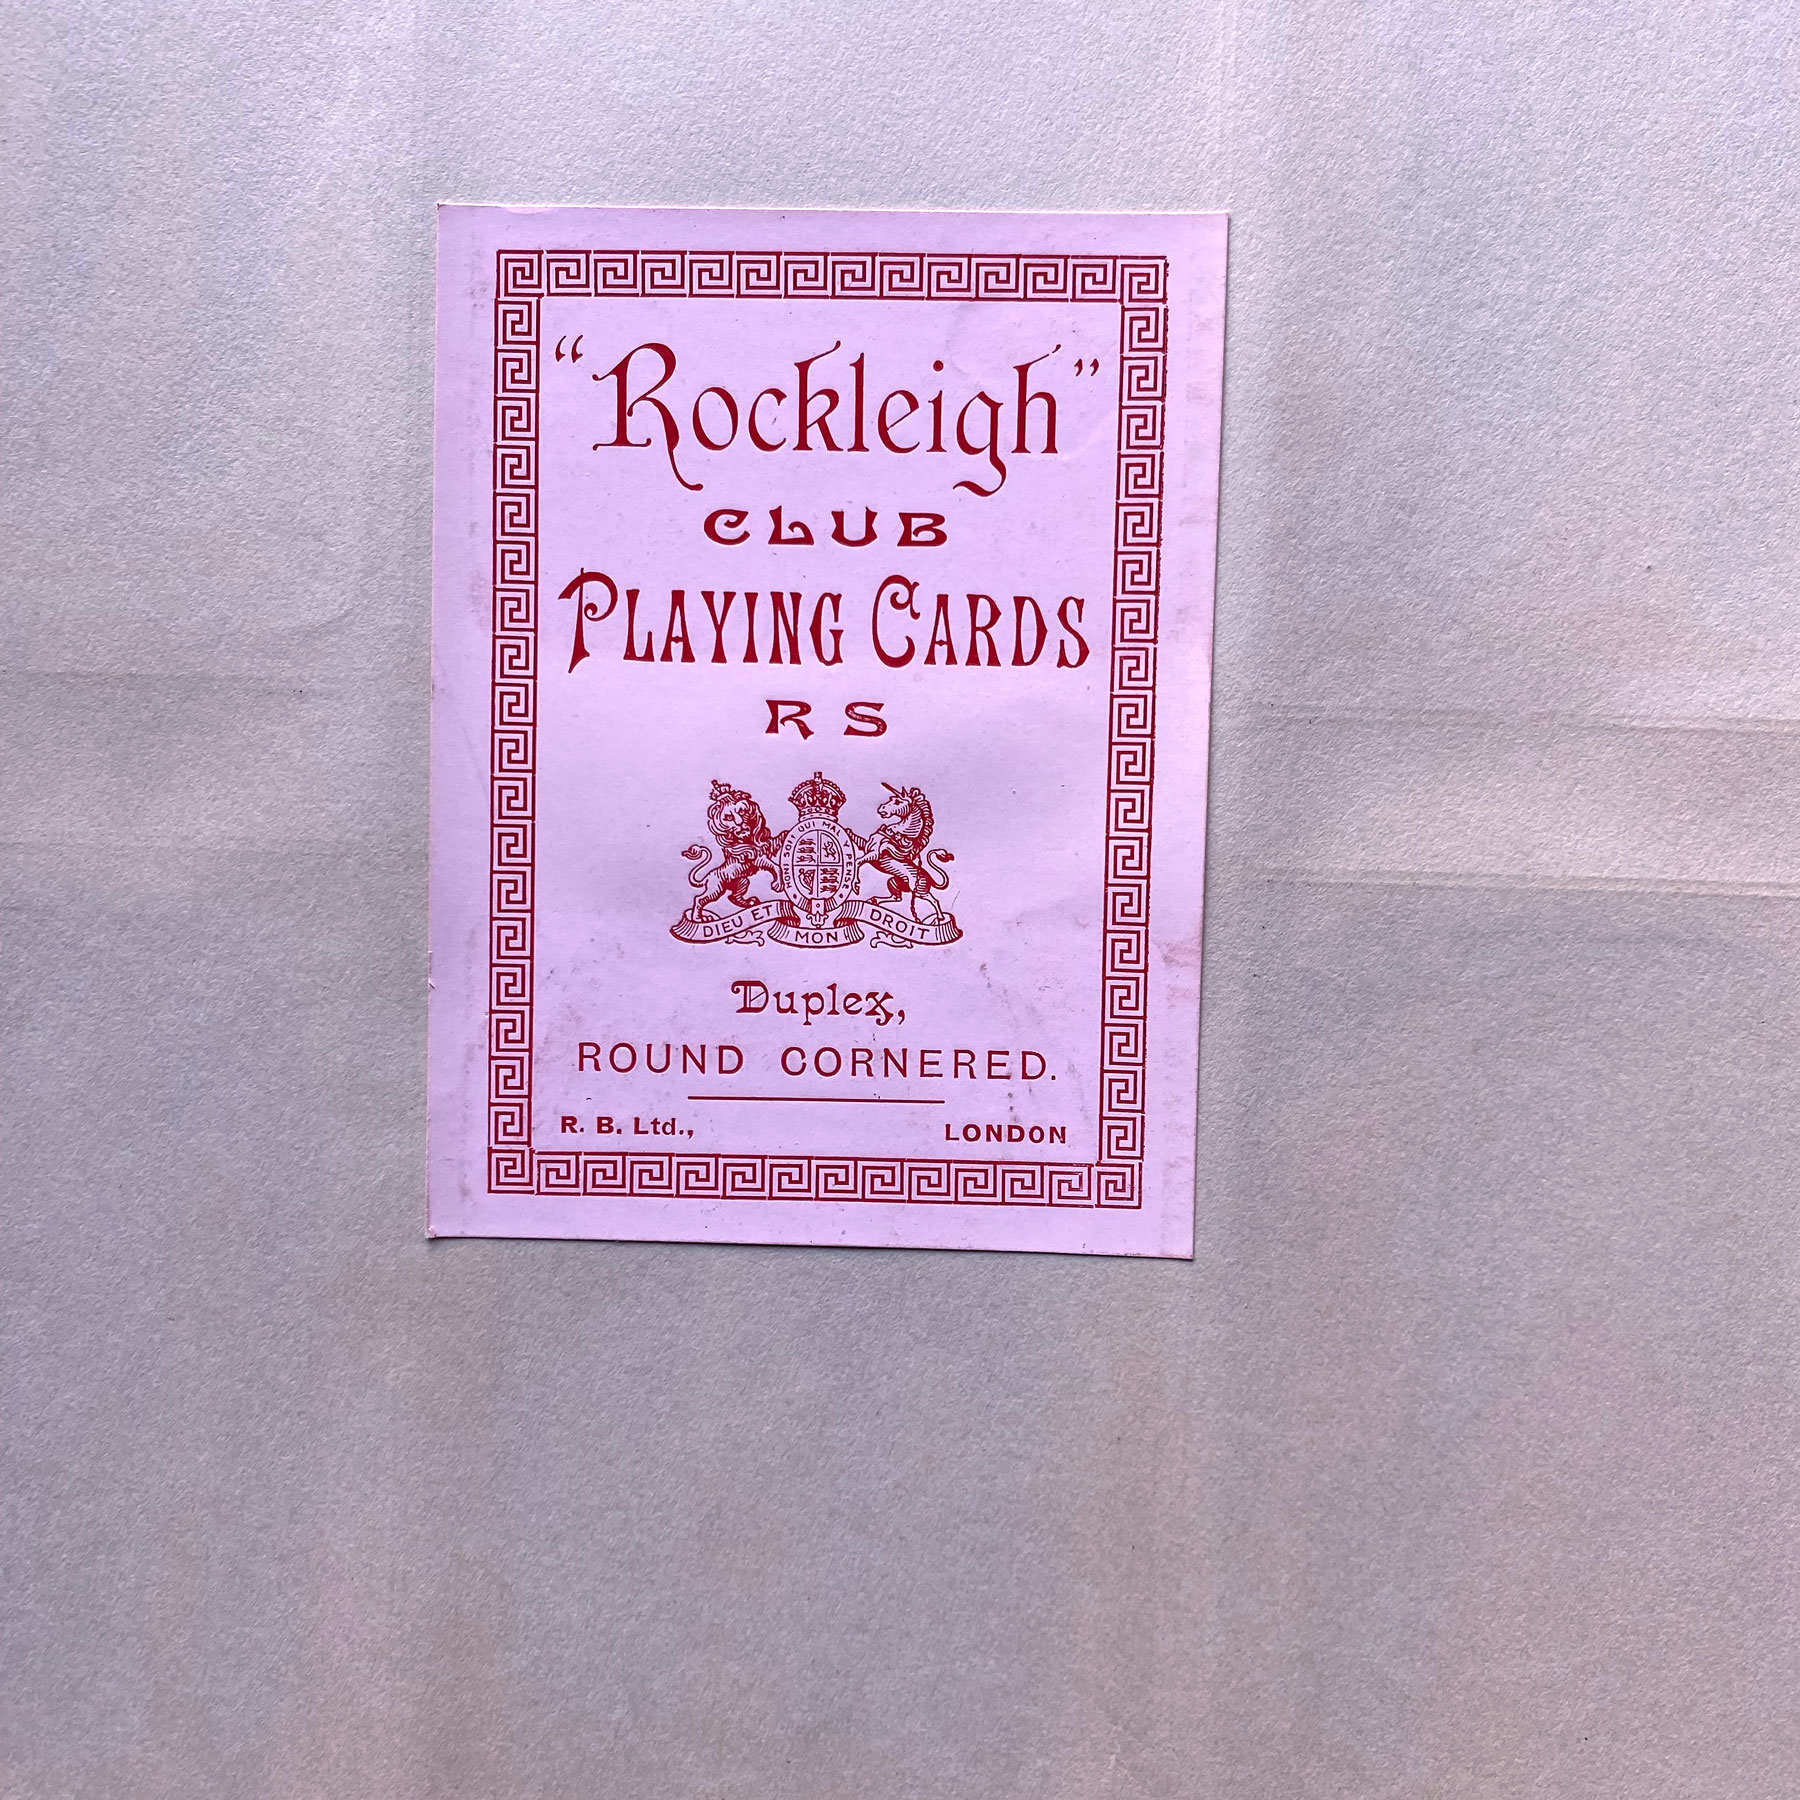 “Rockleigh”
CLUB
PLAYING CARDS
RS
HONI SOIT QUI MAL Y PENSE
DIEU ET MON DROIT
Duplex,
ROUND CORNERED.
R. B. Ltd., LONDON